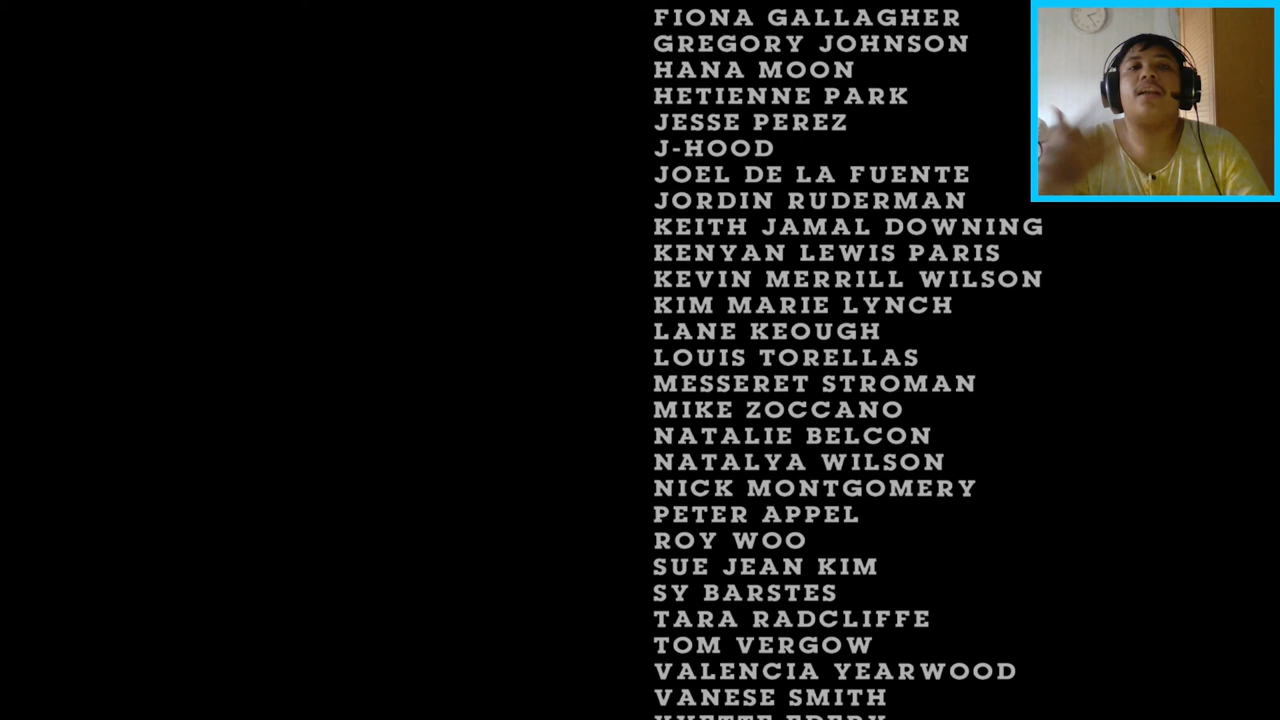 FIONA GALLAGHER
GREGORY JOHNSON
HANA MOON
HETIENNE PARK
JESSE PEREZ
J-HOOD
JOEL DE LA FUENTE
JORDIN RUDERMAN
KEITH JAMAL DOWNING
KENYAN LEWIS PARIS
KEVIN MERRILL WILSON
KIM MARIE LYNCH
LANE KEOUGH
LOUIS TORELLAS
MESSERET STROMAN
MIKE ZOCCANO
NATALIE BELCON
NATALYA WILSON
NICK MONTGOMERY
PETER APPEL
ROY WOO
SUE JEAN KIM
SY BARSTES
TARA RADCLIFFE
TOM VERGOW
VALENCIA YEARWOOD
VANESE SMITH